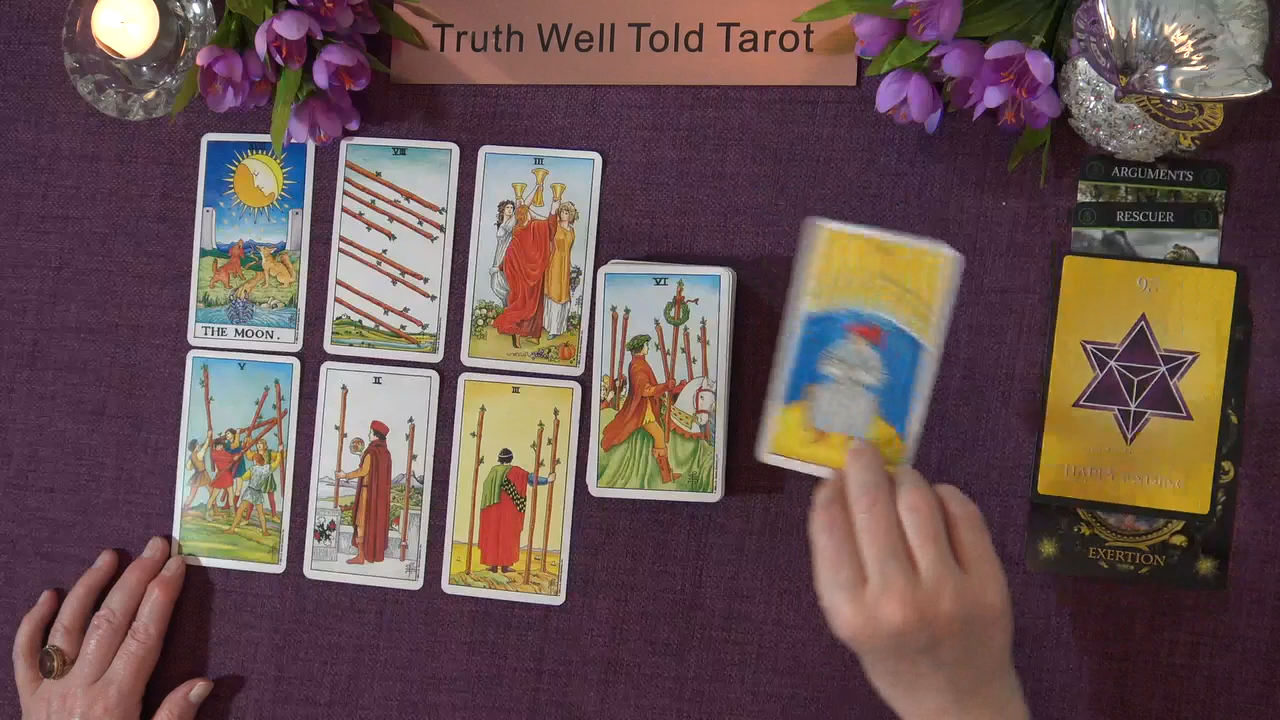 Truth Well Told Tarot
VIII
III
ARGUMENTS
RESCUER
VI
THE MOON.
V
II
III
EXERTION